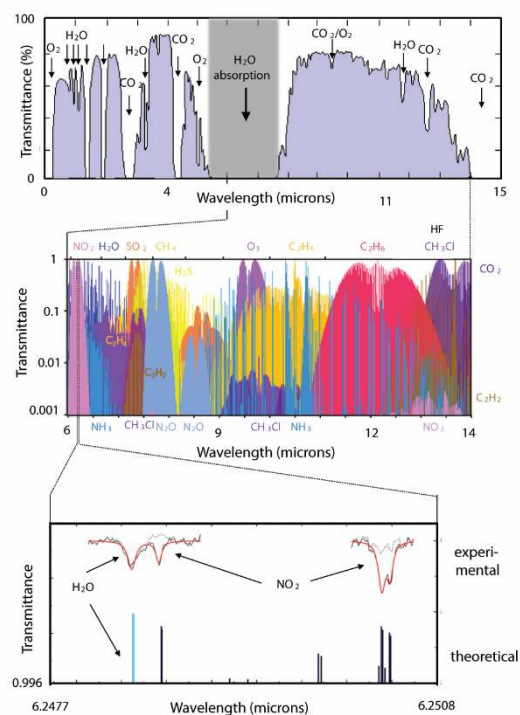 100
Transmittance (%)
0
O2
H2O
CO2
H2O
CO2
O2
H2O
absorption
CO2/O2
H2O
CO2
CO2
0
4
11
15
Wavelength (microns)
HF
NO2 H2O SO2 CH4 O3 C2H4 C2H6 CH3Cl
H2S
CO2
1
0.1
0.01
0.001
Transmittance
C2H2
C2H2
NH3 CH3Cl N2O N2O CH3Cl NH3 NO2
6
9
12
14
Wavelength (microns)
Transmittance
H2O
NO2
experi-
mental
theoretical
0.996
6.2477
6.2508
Wavelength (microns)